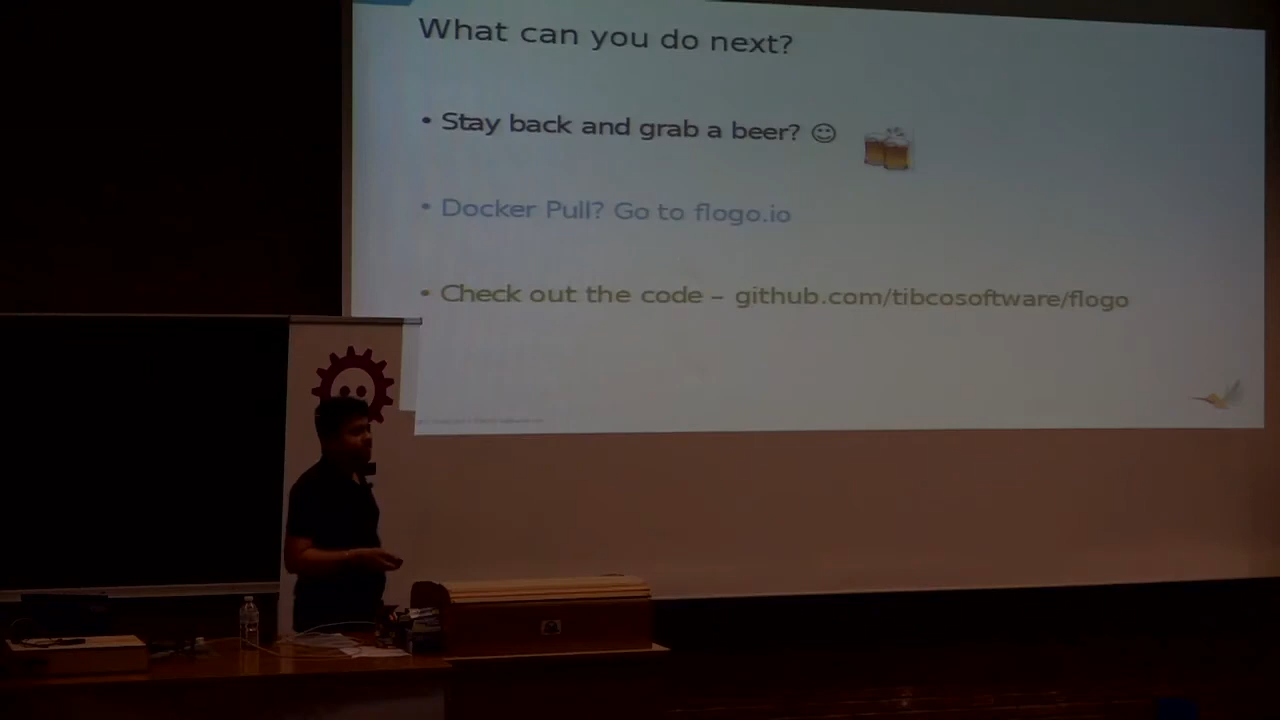 What can you do next?
• Stay back and grab a beer? ☺
• Docker Pull? Go to flogo.io
• Check out the code – github.com/tibcosoftware/flogo